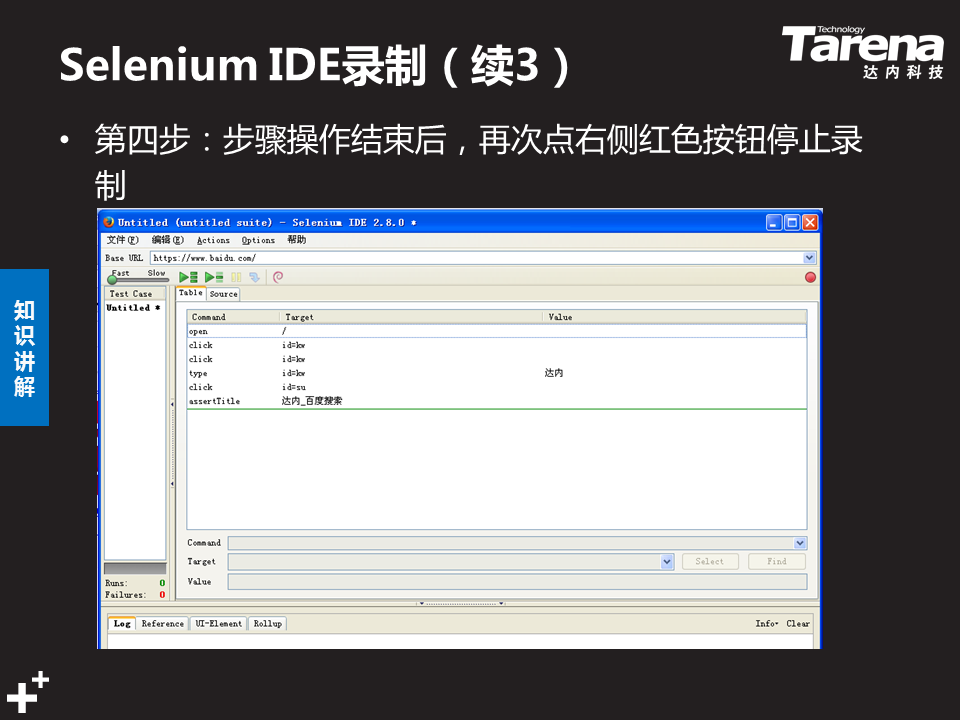 Technology
Tarena
达内科技
Selenium IDE录制（续3）
• 第四步：步骤操作结束后，再次点右侧红色按钮停止录
制
知识讲解
Untitled (untitled suite) - Selenium IDE 2.8.0 *
文件(F) 编辑(E) Actions Options 帮助
Base URL https://www.baidu.com/
Fast Slow
Test Case
Untitled *
Table Source
Command Target Value
open /
click id=kw
click id=kw
type id=kw 达内
click id=su
assertTitle 达内_百度搜索
Command
Target Select Find
Value
Runs: 0
Failures: 0
Log Reference UI-Element Rollup Info Clear